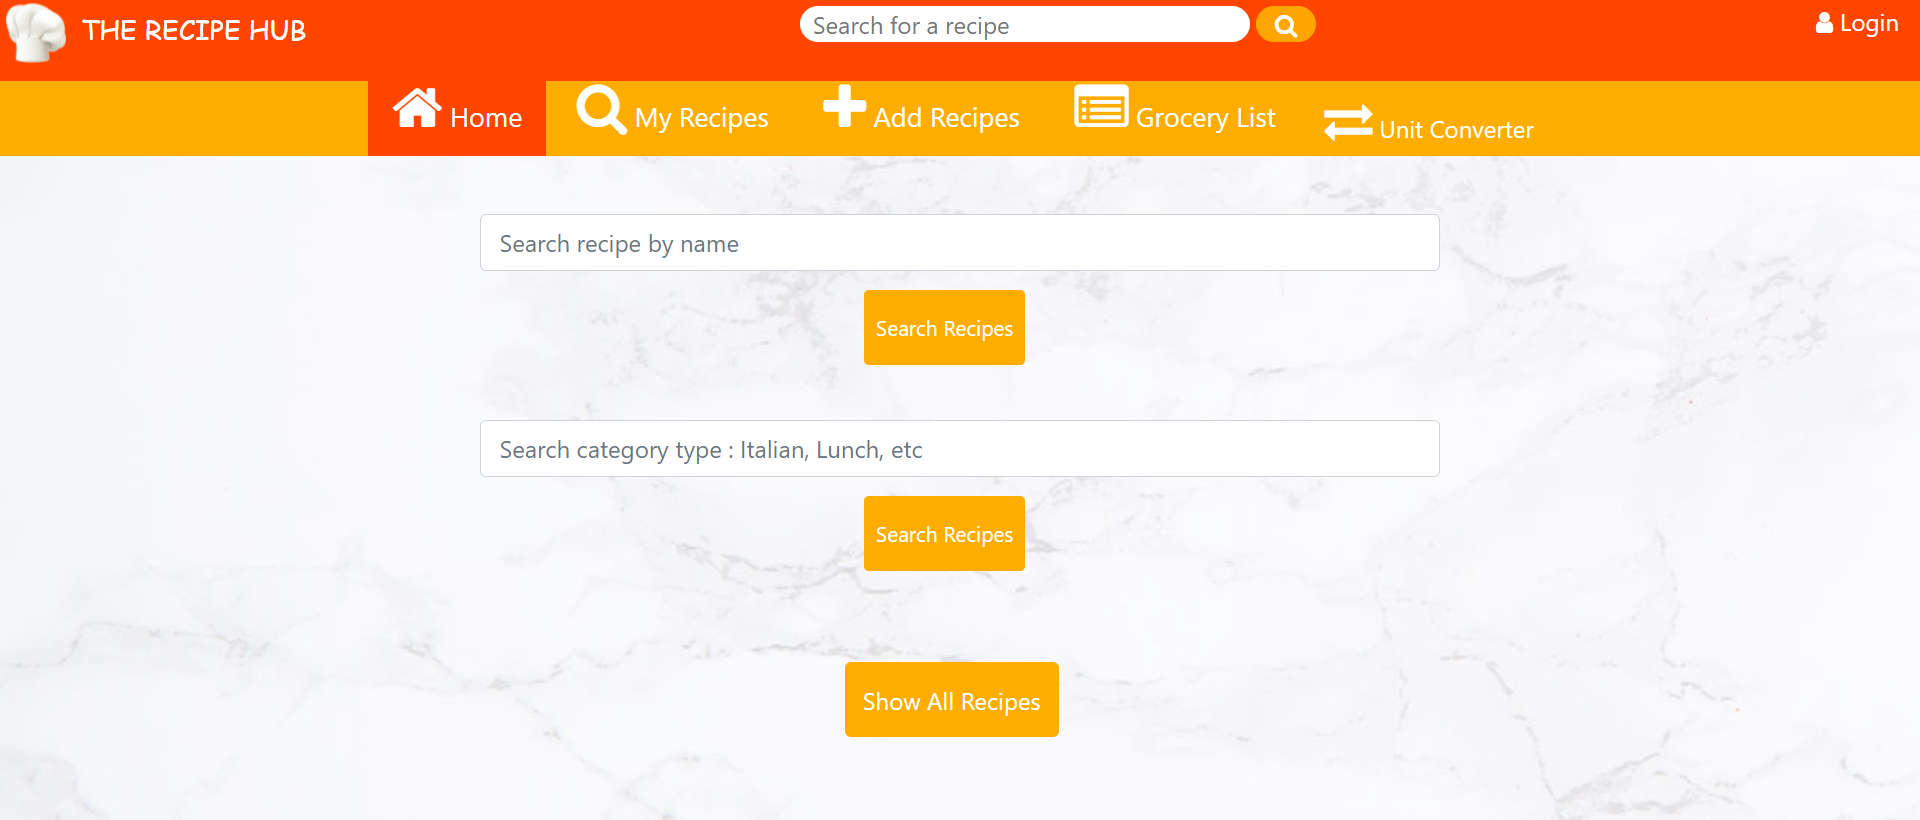 THE RECIPE HUB
Search for a recipe
Login
Home
My Recipes
Add Recipes
Grocery List
Unit Converter
Search recipe by name
Search Recipes
Search category type : Italian, Lunch, etc
Search Recipes
Show All Recipes